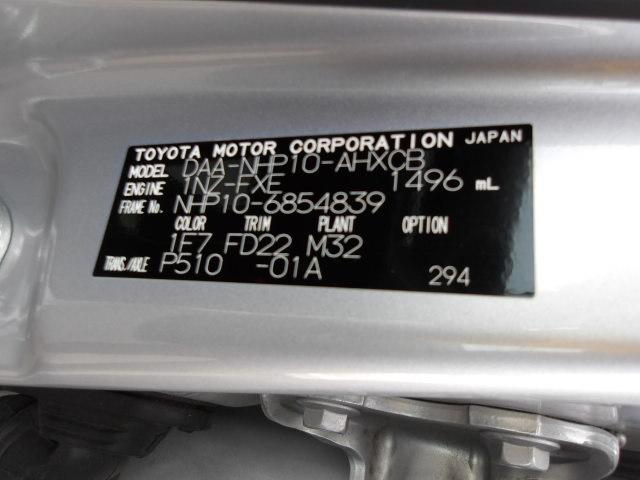 TOYOTA MOTOR CORPORATION JAPAN
MODEL DAA-NHP10-AHXCB
ENGINE 1NZ-FXE 1496 mL
FRAME No. NHP10-6854839
COLOR TRIM PLANT OPTION
1F7 FD22 M32
TRANS./AXLE P510 -01A 294